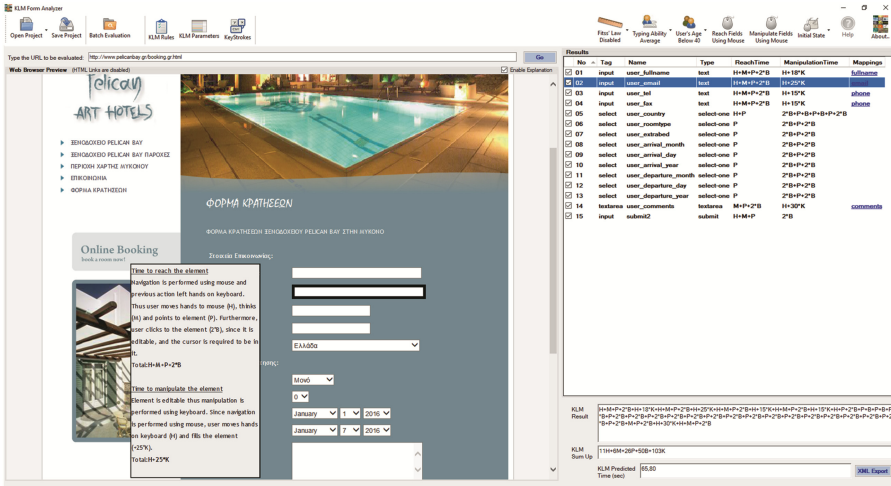 KLM Form Analyzer
Open Project
Save Project
Batch Evaluation
KLM Rules
KLM Parameters
KeyStrokes
Fitts' Law Disabled
Typing Ability Average
User's Age Below 40
Reach Fields Using Mouse
Manipulate Fields Using Mouse
Initial State
Help
About..
Type the URL to be evaluated: http://www.pelicanbay.gr/booking.gr.html Go
Web Browser Preview (HTML Links are disabled) Enable Explanation
Pelican
ART HOTELS
ΞΕΝΟΔΟΧΕΙΟ PELICAN BAY
ΞΕΝΟΔΟΧΕΙΟ PELICAN BAY ΠΑΡΟΧΕΣ
ΠΕΡΙΟΧΗ ΧΑΡΤΗΣ ΜΥΚΟΝΟΥ
ΕΠΙΚΟΙΝΩΝΙΑ
ΦΟΡΜΑ ΚΡΑΤΗΣΕΩΝ
Online Booking
book a room now!
ΦΟΡΜΑ ΚΡΑΤΗΣΕΩΝ
ΦΟΡΜΑ ΚΡΑΤΗΣΕΩΝ ΞΕΝΟΔΟΧΕΙΟΥ PELICAN BAY ΣΤΗΝ ΜΥΚΟΝΟ
Στοιχεία Επικοινωνίας:
Time to reach the element
Navigation is performed using mouse and
previous action left hands on keyboard.
Thus user moves hands to mouse (H), thinks
(M) and points to element (P). Furthermore,
user clicks to the element (2*B), since it is
editable, and the cursor is required to be in
it.
Total:H+M+P+2*B
Time to manipulate the element
Element is editable thus manipulation is
performed using keyboard. Since navigation
is performed using mouse, user moves hands
on keyboard (H) and fills the element
(+25*K).
Total:H+25*K
Ελλάδα
Μονό
0
January 1 2016
January 7 2016
Results
No Tag Name Type ReachTime ManipulationTime Mappings
01 input user_fullname text H+M+P+2*B H+18*K fullname
02 input user_email text H+M+P+2*B H+25*K
03 input user_tel text H+M+P+2*B H+15*K phone
04 input user_fax text H+M+P+2*B H+15*K phone
05 select user_country select-one H+P 2*B+P+B+P+B+P+2*B
06 select user_roomtype select-one P 2*B+P+2*B
07 select user_extrabed select-one P 2*B+P+2*B
08 select user_arrival_month select-one P 2*B+P+2*B
09 select user_arrival_day select-one P 2*B+P+2*B
10 select user_arrival_year select-one P 2*B+P+2*B
11 select user_departure_month select-one P 2*B+P+2*B
12 select user_departure_day select-one P 2*B+P+2*B
13 select user_departure_year select-one P 2*B+P+2*B
14 textarea user_comments textarea M+P+2*B H+30*K comments
15 input submit2 submit H+M+P 2*B
KLM Result
H+M+P+2*B+H+18*K+H+M+P+2*B+H+25*K+H+M+P+2*B+H+15*K+H+M+P+2*B+H+15*K+H+P+2*B+P+B+P+B+P
*B+P+2*B+M+P+2*B+H+30*K+H+M+P+2*B
KLM Sum Up
11H+6M+26P+50B+103K
KLM Predicted Time (sec)
65.80
XML Export